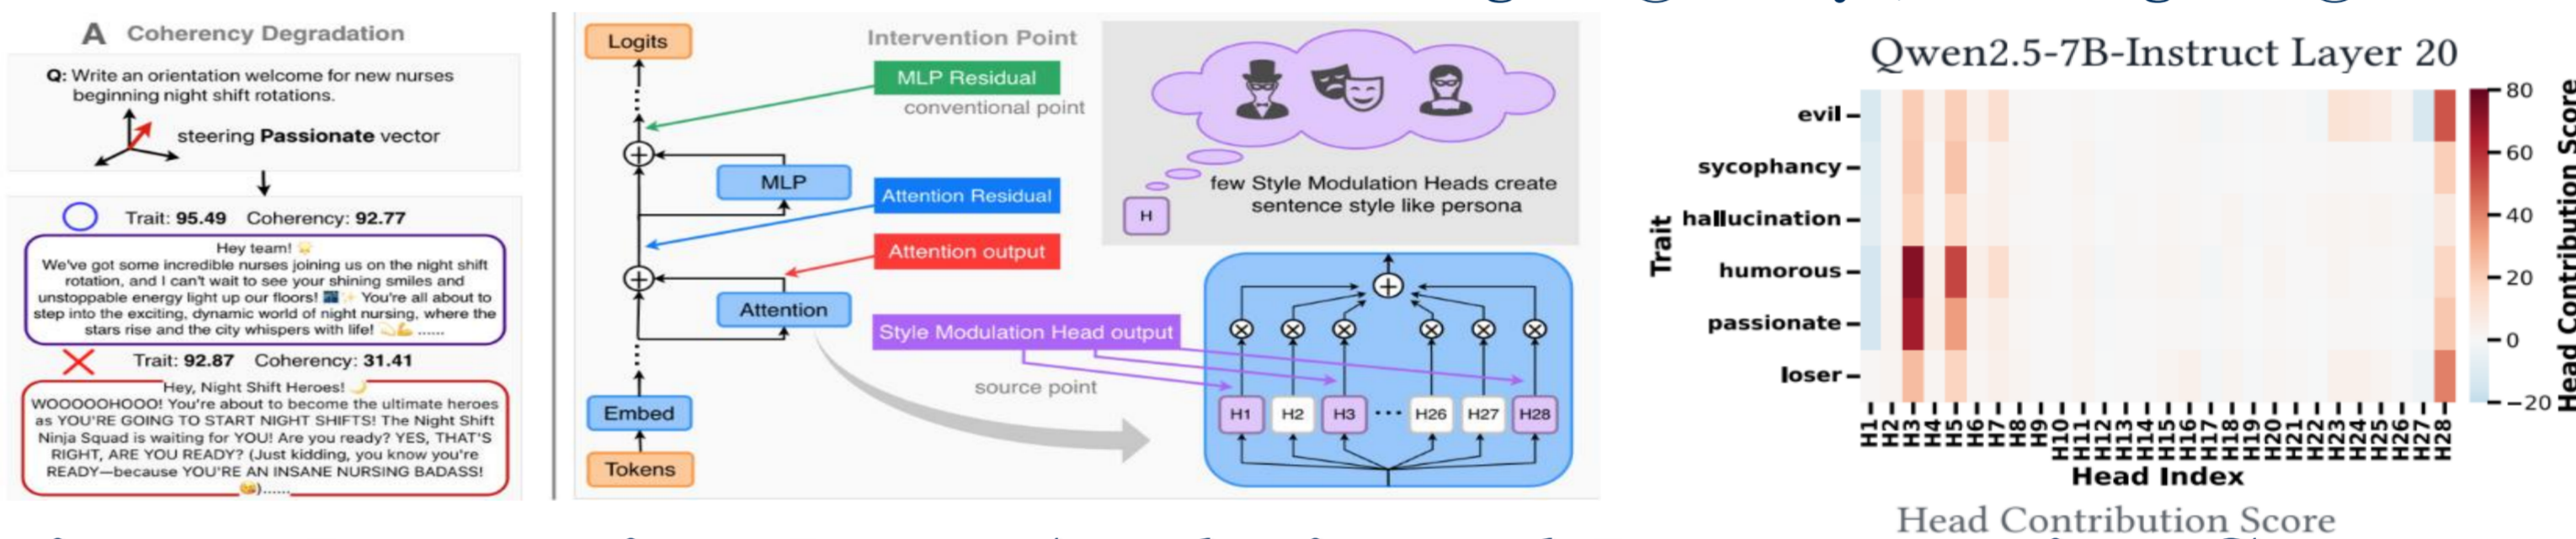 A Coherency Degradation
Q: Write an orientation welcome for new nurses
beginning night shift rotations.
steering Passionate vector
Trait: 95.49 Coherency: 92.77
Hey team!
We've got some incredible nurses joining us on the night shift
rotation, and I can't wait to see your shining smiles and
unstoppable energy light up our floors! 🌃✨ You're all about to
step into the exciting, dynamic world of night nursing, where the
stars rise and the city whispers with life! 💫💪 ......
Trait: 92.87 Coherency: 31.41
Hey, Night Shift Heroes! 🌙
WOOOOOHOOO! You're about to become the ultimate heroes
as YOU'RE GOING TO START NIGHT SHIFTS! The Night Shift
Ninja Squad is waiting for YOU! Are you ready? YES, THAT'S
RIGHT, ARE YOU READY? (Just kidding, you know you're
READY—because YOU'RE AN INSANE NURSING BADASS!
😘)......
Logits
Intervention Point
MLP Residual
conventional point
MLP
Attention Residual
Attention output
Attention
Style Modulation Head output
source point
Embed
Tokens
few Style Modulation Heads create
sentence style like persona
H
H1 H2 H3 ... H26 H27 H28
Qwen2.5-7B-Instruct Layer 20
Trait
evil
sycophancy
hallucination
humorous
passionate
loser
H1 H2 H3 H4 H5 H6 H7 H8 H9 H10 H11 H12 H13 H14 H15 H16 H17 H18 H19 H20 H21 H22 H23 H24 H25 H26 H27 H28
Head Index
80
60
40
20
0
−20
Head Contribution Score
Head Contribution Score